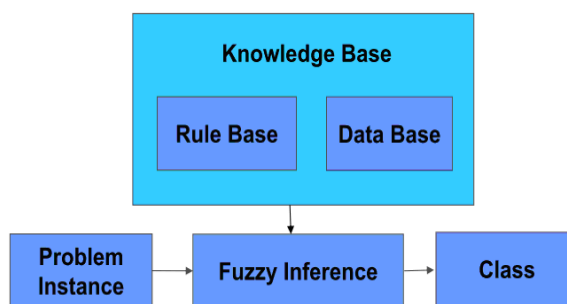 Knowledge Base
Rule Base
Data Base
Problem
Instance
Fuzzy Inference
Class